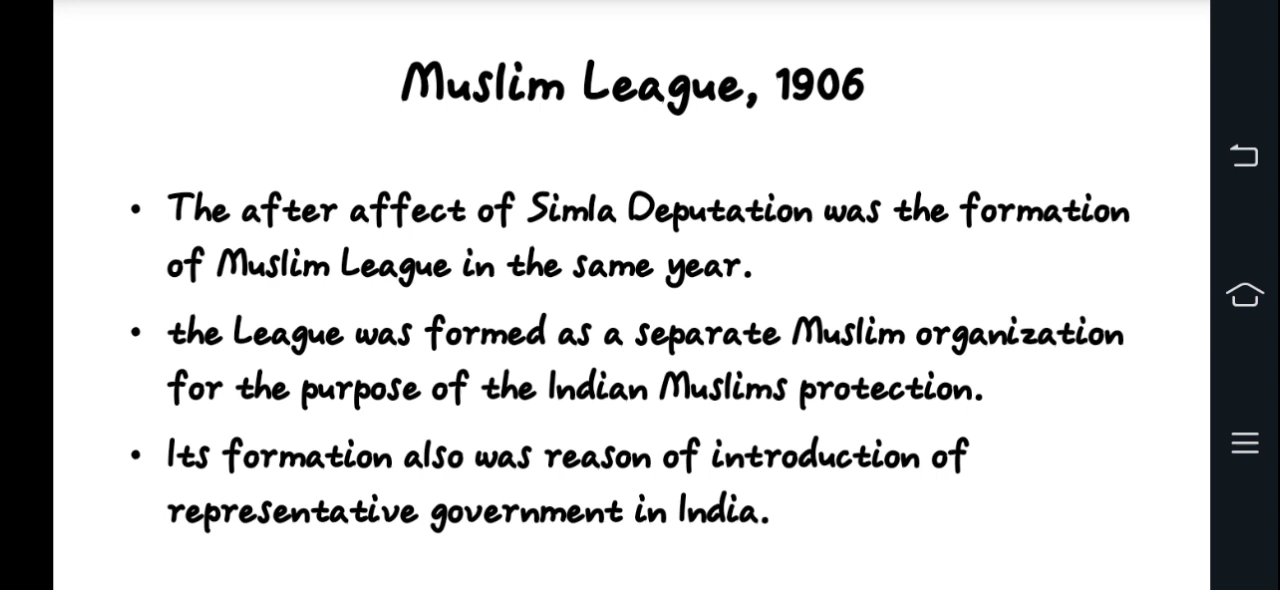 Muslim League, 1906
• The after affect of Simla Deputation was the formation
of Muslim League in the same year.
• the League was formed as a separate Muslim organization
for the purpose of the Indian Muslims protection.
• Its formation also was reason of introduction of
representative government in India.